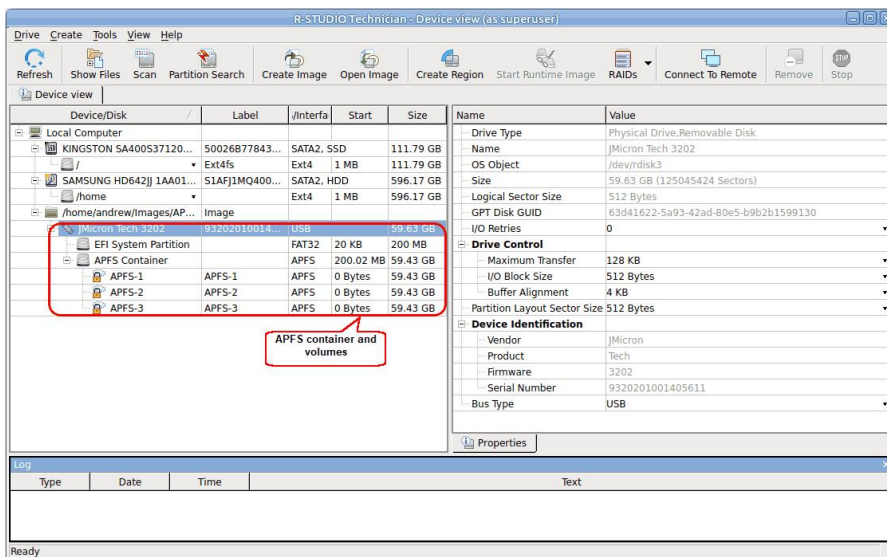 R-STUDIO Technician - Device view (as superuser)
Drive Create Tools View Help
Refresh Show Files Scan Partition Search Create Image Open Image Create Region Start Runtime Image RAIDs Connect To Remote Remove Stop
Device view
Device/Disk Label /Interfa Start Size
Local Computer
KINGSTON SA400S37120... 50026B77843... SATA2, SSD 111.79 GB
/ Ext4fs Ext4 1 MB 111.79 GB
SAMSUNG HD642JJ 1AA01... S1AFJ1MQ400... SATA2, HDD 596.17 GB
/home Ext4 1 MB 596.17 GB
/home/andrew/Images/AP... Image
JMicron Tech 3202 93202010014... USB 59.63 GB
EFI System Partition FAT32 20 KB 200 MB
APFS Container APFS 200.02 MB 59.43 GB
APFS-1 APFS-1 APFS 0 Bytes 59.43 GB
APFS-2 APFS-2 APFS 0 Bytes 59.43 GB
APFS-3 APFS-3 APFS 0 Bytes 59.43 GB
APFS container and
volumes
Name Value
Drive Type Physical Drive,Removable Disk
Name JMicron Tech 3202
OS Object /dev/rdisk3
Size 59.63 GB (125045424 Sectors)
Logical Sector Size 512 Bytes
GPT Disk GUID 63d41622-5a93-42ad-80e5-b9b2b1599130
I/O Retries 0
Drive Control
Maximum Transfer 128 KB
I/O Block Size 512 Bytes
Buffer Alignment 4 KB
Partition Layout Sector Size 512 Bytes
Device Identification
Vendor JMicron
Product Tech
Firmware 3202
Serial Number 9320201001405611
Bus Type USB
Properties
Log
Type Date Time Text
Ready